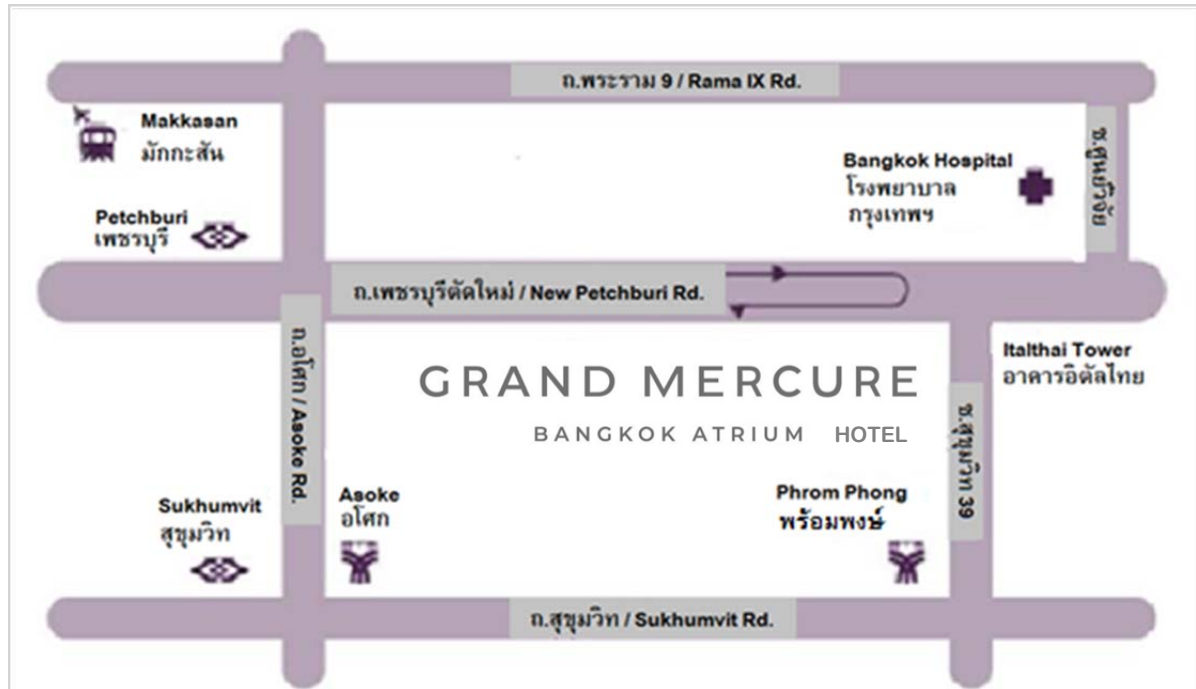 ถ.พระราม 9 / Rama IX Rd.
Makkasan
มักกะสัน
Bangkok Hospital
โรงพยาบาล
กรุงเทพฯ
ซ.ศูนย์วิจัย
Petchburi
เพชรบุรี
ถ.เพชรบุรีตัดใหม่ / New Petchburi Rd.
ถ.อโศก / Asoke Rd.
GRAND MERCURE
BANGKOK ATRIUM HOTEL
Italthai Tower
อาคารอิตัลไทย
ซ.สุขุมวิท 39
Sukhumvit
สุขุมวิท
Asoke
อโศก
Phrom Phong
พร้อมพงษ์
ถ.สุขุมวิท / Sukhumvit Rd.